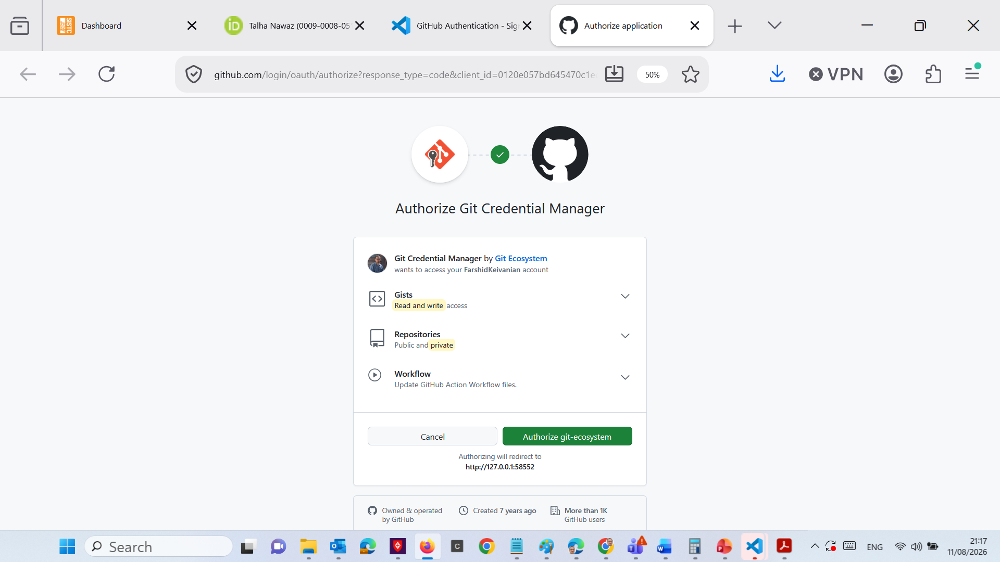 Dashboard
Talha Nawaz (0009-0008-05
GitHub Authentication - Sig
Authorize application
github.com/login/oauth/authorize?response_type=code&client_id=0120e057bd645470c1e
50%
VPN
Authorize Git Credential Manager
Git Credential Manager by Git Ecosystem
wants to access your FarshidKeivanian account
Gists
Read and write access
Repositories
Public and private
Workflow
Update GitHub Action Workflow files.
Cancel
Authorize git-ecosystem
Authorizing will redirect to
http://127.0.0.1:58552
Owned & operated
by GitHub
Created 7 years ago
More than 1K
GitHub users
Search
ENG
21:17
11/08/2026